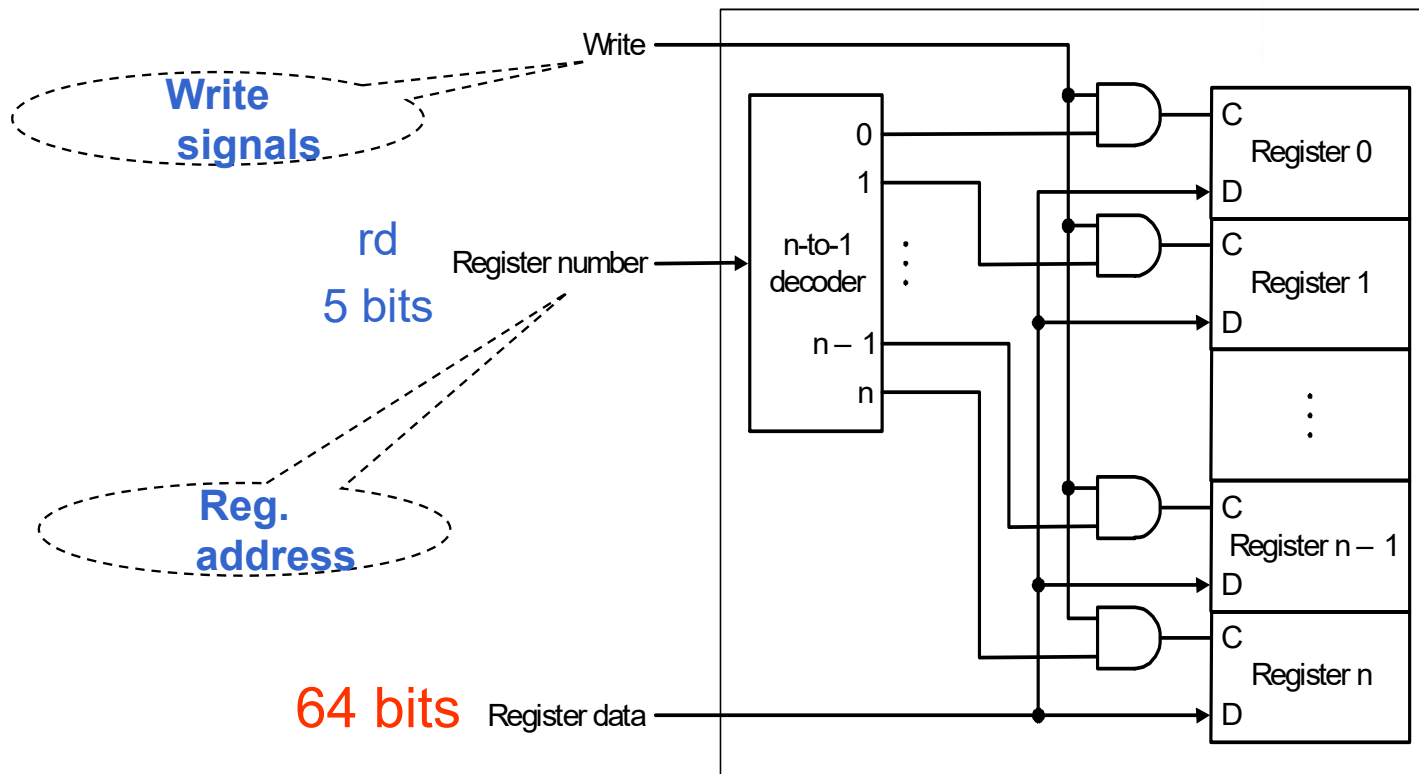 Write
Write
signals
0
C
Register 0
1
D
rd
Register number
5 bits
n-to-1
decoder
⋮
C
Register 1
D
n – 1
n
⋮
Reg.
address
C
Register n – 1
D
C
Register n
64 bits
Register data
D